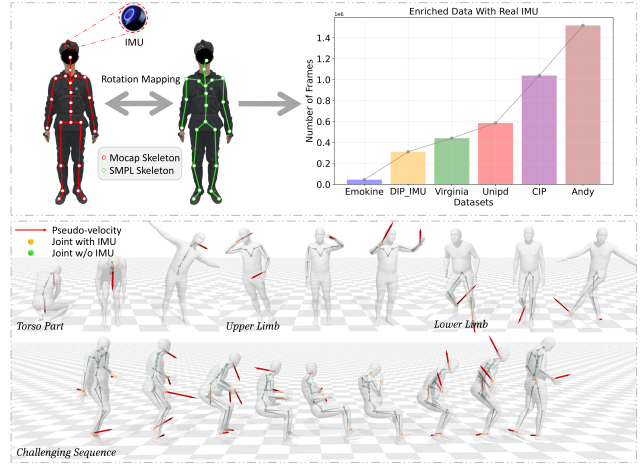 IMU
Rotation Mapping
Mocap Skeleton
SMPL Skeleton
Enriched Data With Real IMU
1e6
Number of Frames
1.4
1.2
1.0
0.8
0.6
0.4
0.2
0.0
Emokine DIP_IMU Virginia Unipd CIP Andy
Datasets
Pseudo-velocity
Joint with IMU
Joint w/o IMU
Torso Part
Upper Limb
Lower Limb
Challenging Sequence